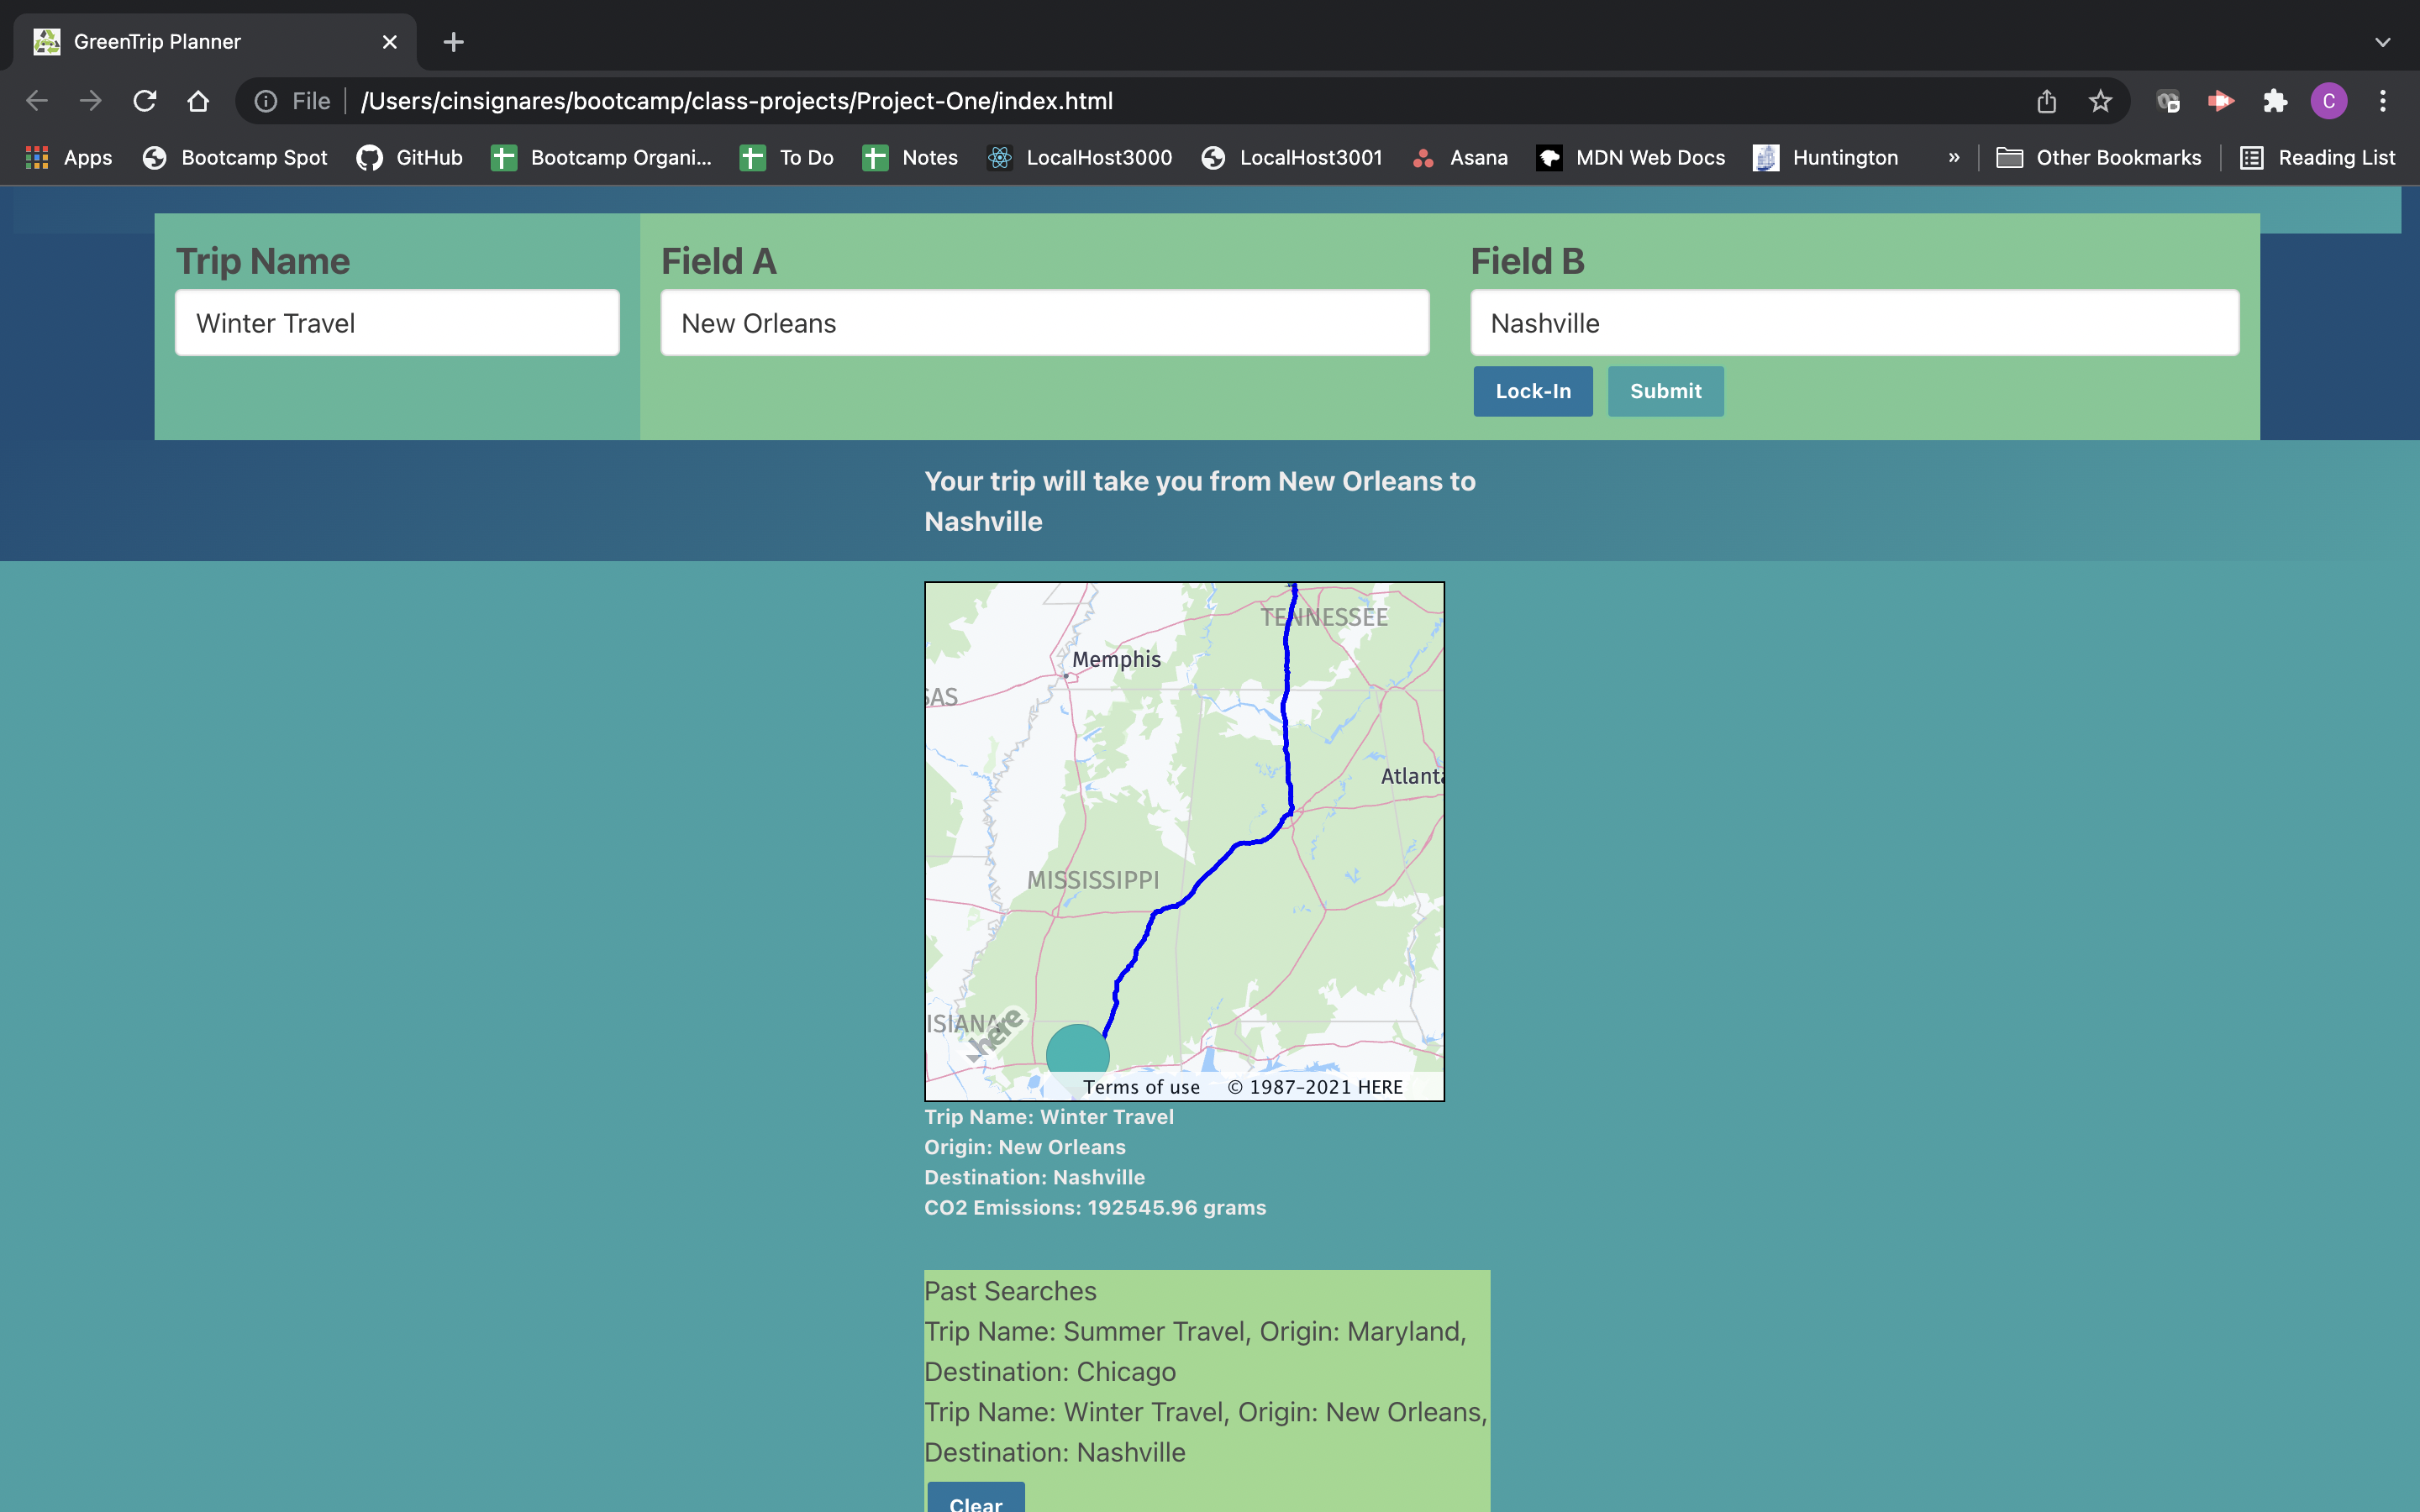 GreenTrip Planner
File /Users/cinsignares/bootcamp/class-projects/Project-One/index.html
C
Apps Bootcamp Spot GitHub Bootcamp Organi... To Do Notes LocalHost3000 LocalHost3001 Asana MDN Web Docs Huntington » Other Bookmarks Reading List
Trip Name Field A Field B
Winter Travel New Orleans Nashville
Lock-In Submit
Your trip will take you from New Orleans to
Nashville
TENNESSEE
Memphis
SAS
Atlanta
MISSISSIPPI
ISIANA
here
Terms of use © 1987–2021 HERE
Trip Name: Winter Travel
Origin: New Orleans
Destination: Nashville
CO2 Emissions: 192545.96 grams
Past Searches
Trip Name: Summer Travel, Origin: Maryland,
Destination: Chicago
Trip Name: Winter Travel, Origin: New Orleans,
Destination: Nashville
Clear